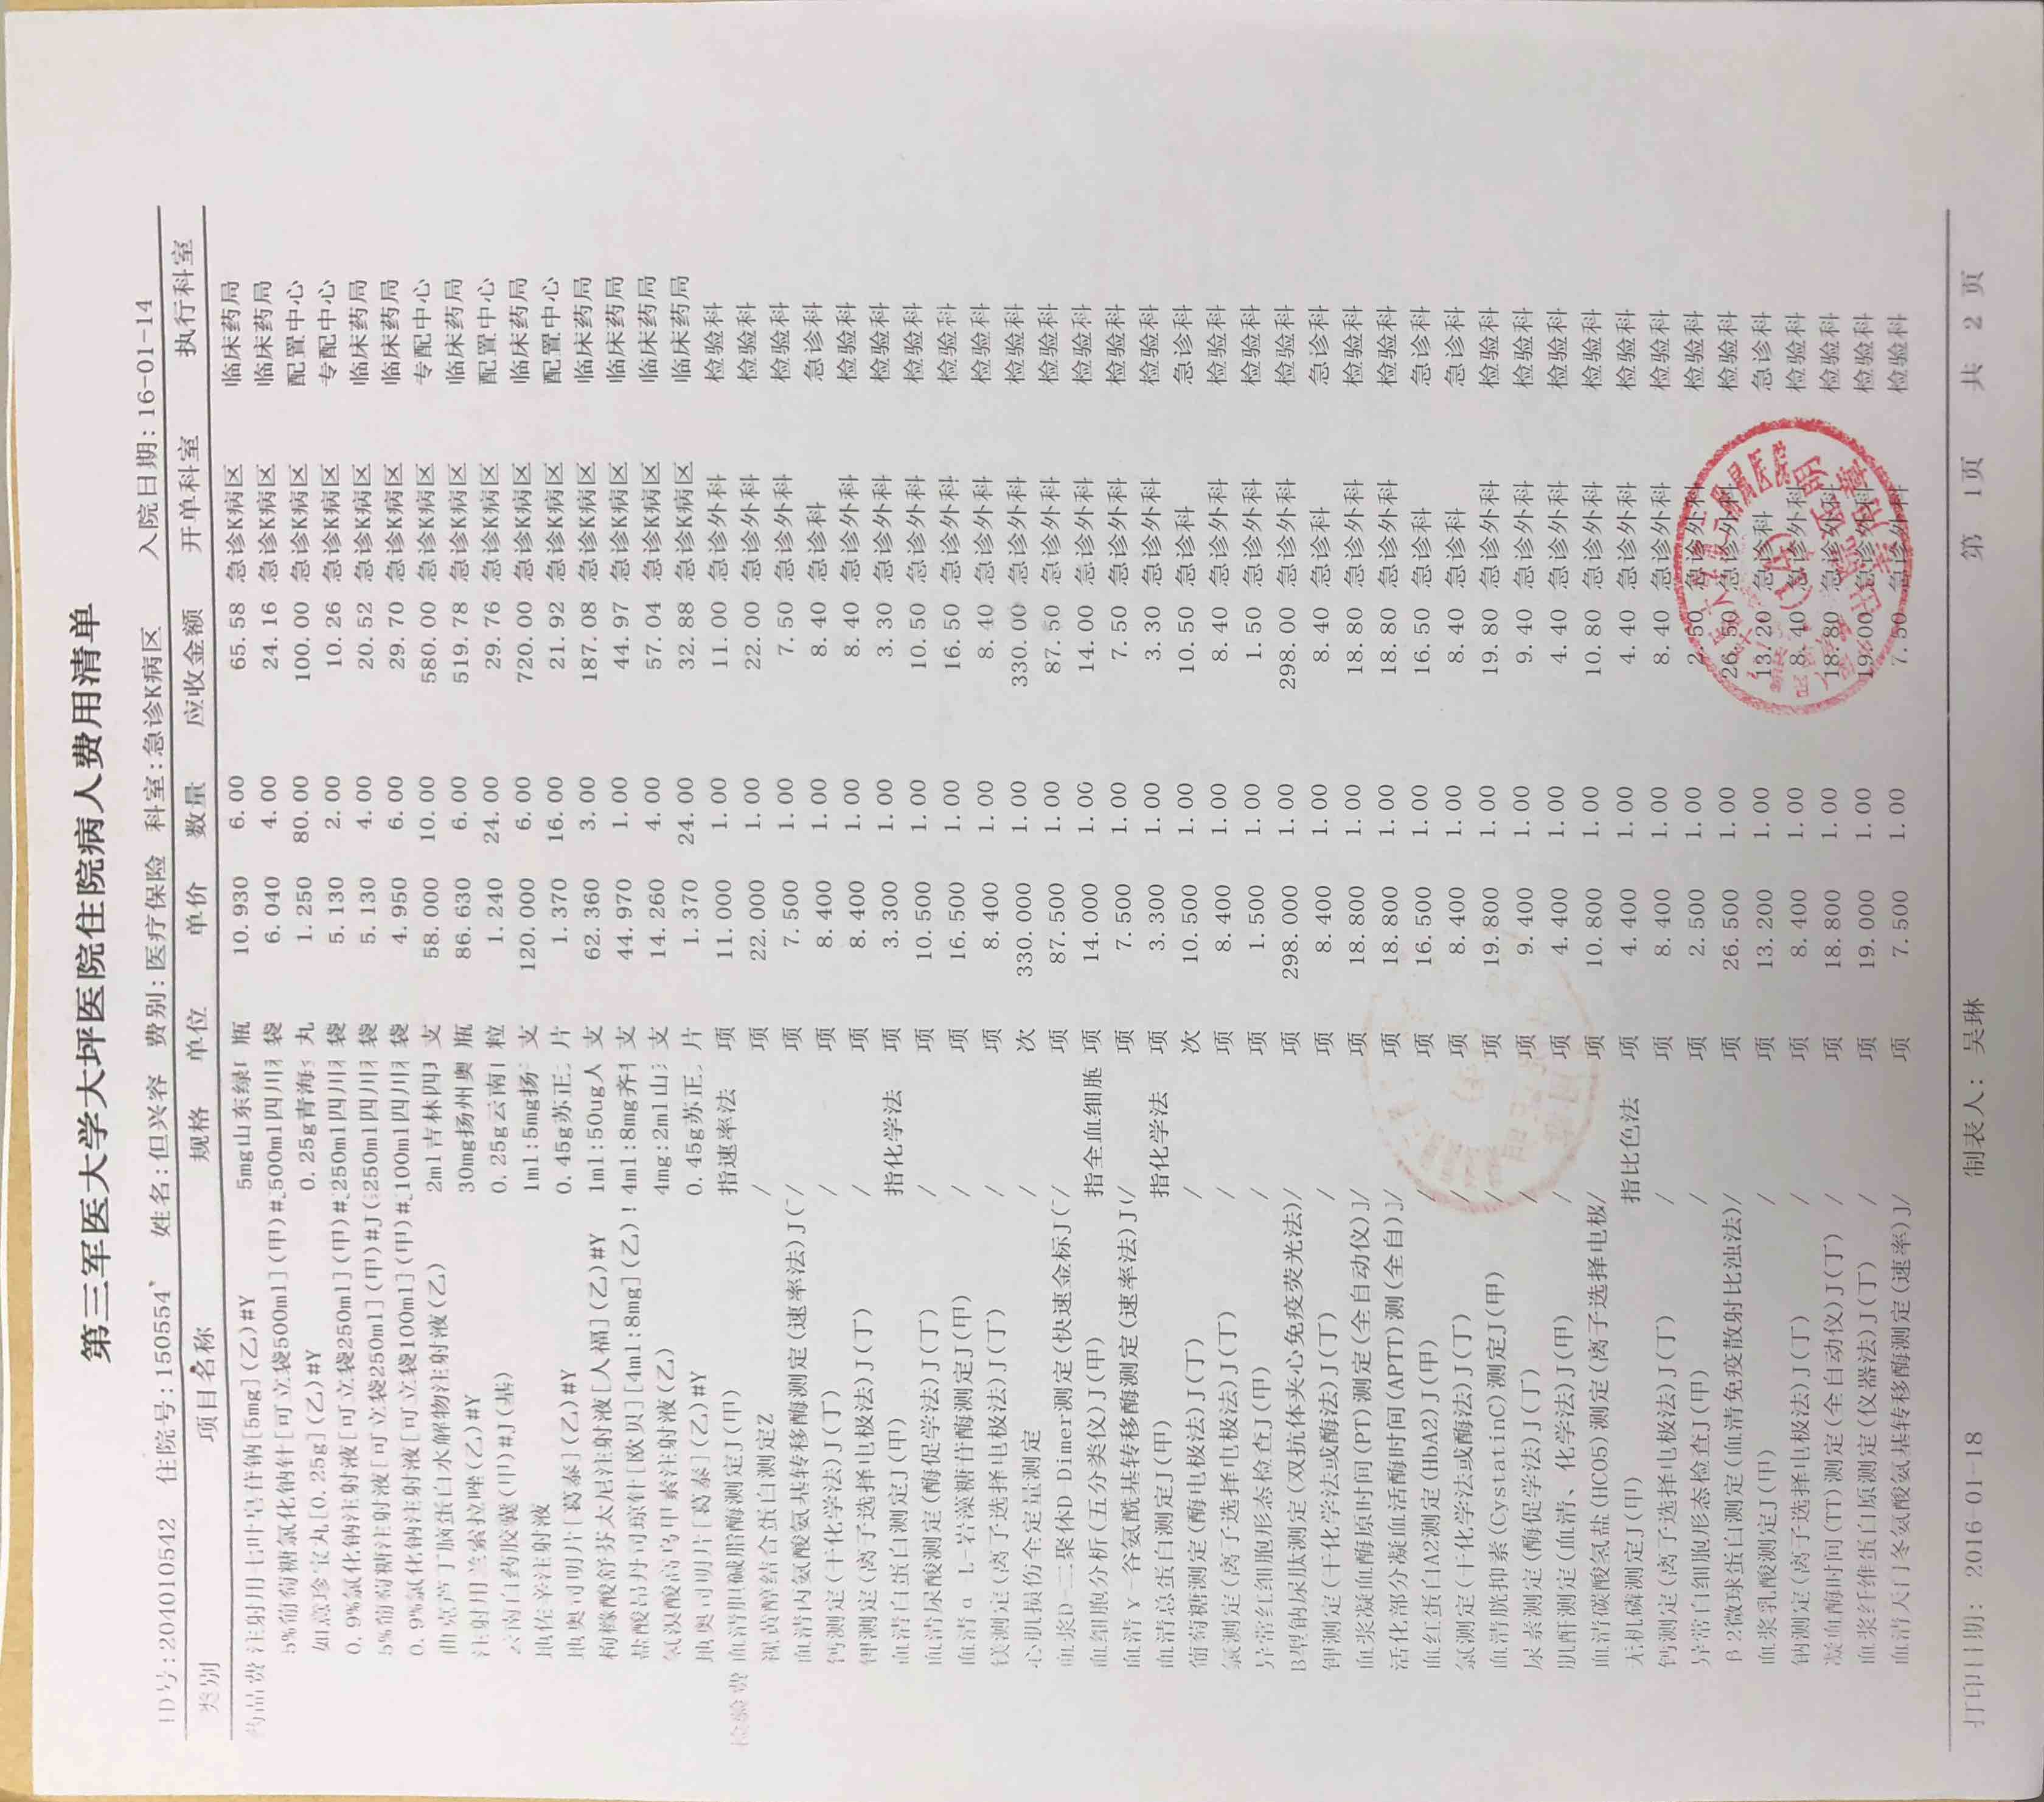 第三军医大学大坪医院住院病人费用清单
ID号:204010542 住院号:150554 姓名:但兴容 费别:医疗保险 科室:急诊K病区 入院日期:16-01-14
类别 项目名称 规格 单位 单价 数量 应收金额 开单科室 执行科室
药品费 注射用七叶皂苷钠[5mg](乙)#Y 5mg山东绿 瓶 10.930 6.00 65.58 急诊K病区 临床药局
5%葡萄糖氯化钠针[可立袋500ml](甲)#. 500ml四川 袋 6.040 4.00 24.16 急诊K病区 临床药局
如意珍宝丸[0.25g](乙)#Y 0.25g青海 丸 1.250 80.00 100.00 急诊K病区 配置中心
0.9%氯化钠注射液[可立袋250ml](甲)#. 250ml四川 袋 5.130 2.00 10.26 急诊K病区 专配中心
5%葡萄糖注射液[可立袋250ml](甲)#J( 250ml四川 袋 5.130 4.00 20.52 急诊K病区 临床药局
0.9%氯化钠注射液[可立袋100ml](甲)#. 100ml四川 袋 4.950 6.00 29.70 急诊K病区 临床药局
曲克芦丁脑蛋白水解物注射液(乙) 2ml吉林四 支 58.000 10.00 580.00 急诊K病区 专配中心
注射用兰索拉唑(乙)#Y 30mg扬州奥 瓶 86.630 6.00 519.78 急诊K病区 临床药局
云南白药胶囊(甲)#J(基) 0.25g云南 粒 1.240 24.00 29.76 急诊K病区 配置中心
地佐辛注射液 1ml:5mg扬 支 120.000 6.00 720.00 急诊K病区 临床药局
地奥司明片[葛泰](乙)#Y 0.45g苏正 片 1.370 16.00 21.92 急诊K病区 配置中心
枸橼酸舒芬太尼注射液[人福](乙)#Y 1ml:50ug人 支 62.360 3.00 187.08 急诊K病区 临床药局
盐酸昂丹司琼针[欧贝][4ml:8mg](乙)! 4ml:8mg齐 支 44.970 1.00 44.97 急诊K病区 临床药局
氢溴酸高乌甲素注射液(乙) 4mg:2ml山 支 14.260 4.00 57.04 急诊K病区 临床药局
地奥司明片[葛泰](乙)#Y 0.45g苏正 片 1.370 24.00 32.88 急诊K病区 临床药局
检验费 血清胆碱脂酶测定J(甲) 指速率法 项 11.000 1.00 11.00 急诊外科 检验科
视黄醇结合蛋白测定Z / 项 22.000 1.00 22.00 急诊外科 检验科
血清丙氨酸氨基转移酶测定(速率法)J( / 项 7.500 1.00 7.50 急诊外科 检验科
钙测定(干化学法)J(丁) / 项 8.400 1.00 8.40 急诊科 急诊科
钾测定(离子选择电极法)J(丁) / 项 8.400 1.00 8.40 急诊外科 检验科
血清白蛋白测定J(甲) 指化学法 项 3.300 1.00 3.30 急诊外科 检验科
血清尿酸测定(酶促学法)J(丁) / 项 10.500 1.00 10.50 急诊外科 检验科
血清α-L-岩藻糖苷酶测定J(甲) / 项 16.500 1.00 16.50 急诊外科 检验科
镁测定(离子选择电极法)J(丁) / 项 8.400 1.00 8.40 急诊外科 检验科
心肌损伤全定量测定 / 次 330.000 1.00 330.00 急诊外科 检验科
血浆D-二聚体D-Dimer测定(快速金标J( / 项 87.500 1.00 87.50 急诊外科 检验科
血细胞分析(五分类仪)J(甲) 指全血细胞 项 14.000 1.00 14.00 急诊外科 检验科
血清γ-谷氨酰基转移酶测定(速率法)J( / 项 7.500 1.00 7.50 急诊外科 检验科
血清总蛋白测定J(甲) 指化学法 项 3.300 1.00 3.30 急诊外科 检验科
葡萄糖测定(酶电极法)J(丁) / 次 10.500 1.00 10.50 急诊科 急诊科
氯测定(离子选择电极法)J(丁) / 项 8.400 1.00 8.40 急诊外科 检验科
异常红细胞形态检查J(甲) / 项 1.500 1.00 1.50 急诊外科 检验科
B型钠尿肽测定(双抗体夹心免疫荧光法) / 项 298.000 1.00 298.00 急诊外科 检验科
钾测定(干化学法或酶法)J(丁) / 项 8.400 1.00 8.40 急诊科 急诊科
血浆凝血酶原时间(PT)测定(全自动仪)] / 项 18.800 1.00 18.80 急诊外科 检验科
活化部分凝血活酶时间(APTT)测(全自)] / 项 18.800 1.00 18.80 急诊外科 检验科
血红蛋白A2测定(HbA2)J(甲) / 项 16.500 1.00 16.50 急诊科 急诊科
氯测定(干化学法或酶法)J(丁) / 项 8.400 1.00 8.40 急诊科 急诊科
血清胱抑素(CystatinC)测定J(甲) / 项 19.800 1.00 19.80 急诊外科 检验科
尿素测定(酶促学法)J(丁) / 项 9.400 1.00 9.40 急诊外科 检验科
肌酐测定(血清、化学法)J(甲) / 项 4.400 1.00 4.40 急诊外科 检验科
血清碳酸氢盐(HCO5)测定(离子选择电极 / 项 10.800 1.00 10.80 急诊外科 检验科
无机磷测定J(甲) 指比色法 项 4.400 1.00 4.40 急诊外科 检验科
钙测定(离子选择电极法)J(丁) / 项 8.400 1.00 8.40 急诊外科 检验科
异常白细胞形态检查J(甲) / 项 2.500 1.00 2.50 急诊外科 检验科
β2微球蛋白测定(血清免疫散射比浊法) / 项 26.500 1.00 26.50 急诊外科 检验科
血浆乳酸测定J(甲) / 项 13.200 1.00 13.20 急诊科 急诊科
钠测定(离子选择电极法)J(丁) / 项 8.400 1.00 8.40 急诊外科 检验科
凝血酶时间(TT)测定(全自动仪)J(丁) / 项 18.800 1.00 18.80 急诊外科 检验科
血浆纤维蛋白原测定(仪器法)J(丁) / 项 19.000 1.00 19.00 急诊外科 检验科
血清天门冬氨酸氨基转移酶测定(速率)J / 项 7.500 1.00 7.50 急诊外科 检验科
(14)
出院证明
专用章
打印日期: 2016-01-18 制表人: 吴琳 第 1页 共 2 页